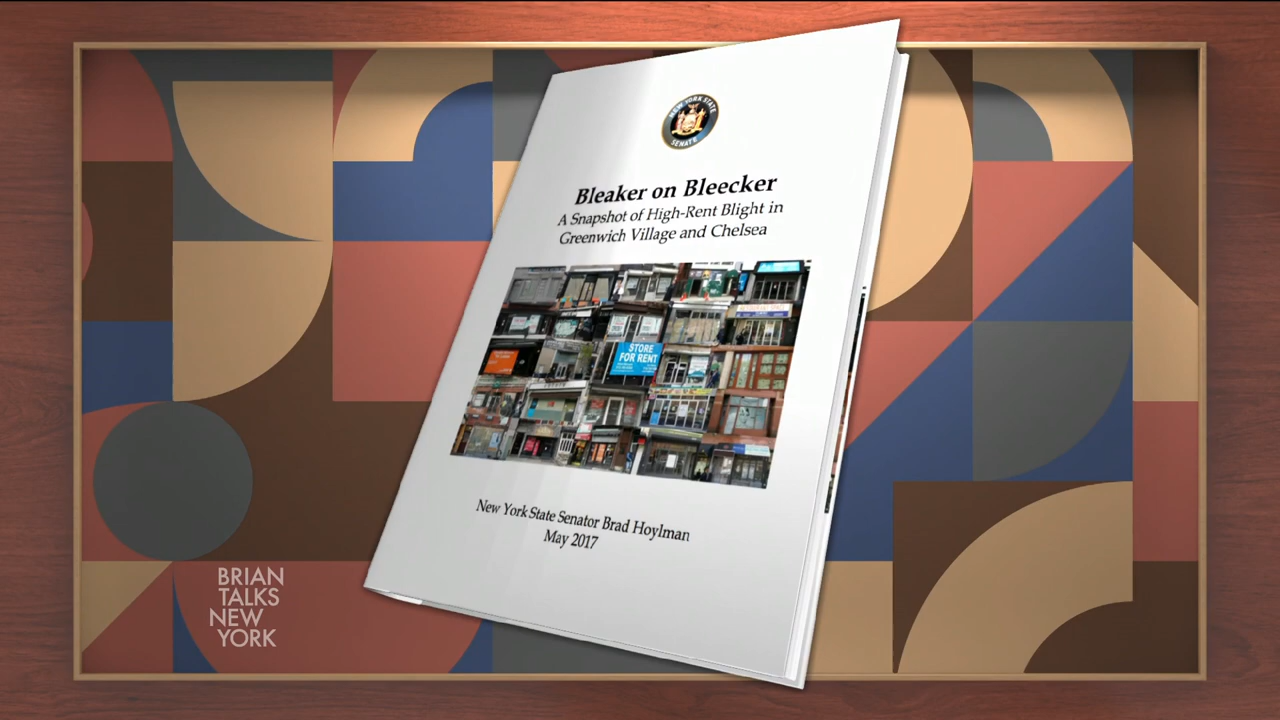 NEW YORK STATE
SENATE
Bleaker on Bleecker
A Snapshot of High-Rent Blight in
Greenwich Village and Chelsea
STORE
FOR RENT
New York State Senator Brad Hoylman
May 2017
BRIAN
TALKS
NEW
YORK